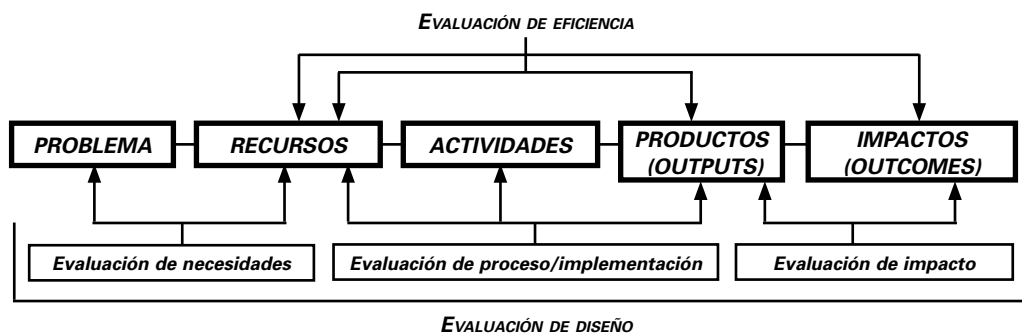 EVALUACIÓN DE EFICIENCIA
PROBLEMA
RECURSOS
ACTIVIDADES
PRODUCTOS
(OUTPUTS)
IMPACTOS
(OUTCOMES)
Evaluación de necesidades
Evaluación de proceso/implementación
Evaluación de impacto
EVALUACIÓN DE DISEÑO